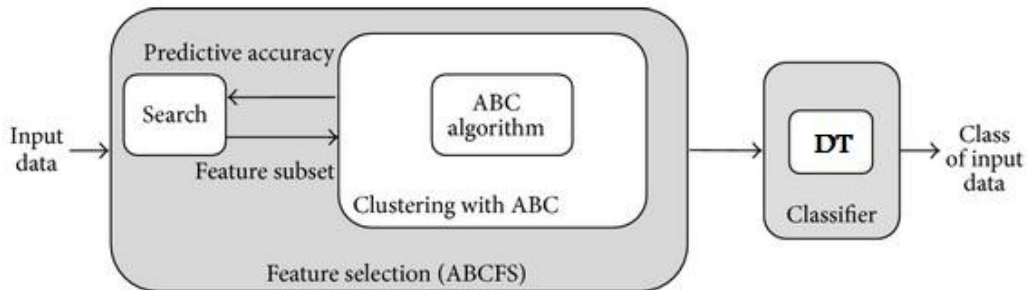 Input
data
Predictive accuracy
Search
Feature subset
ABC
algorithm
Clustering with ABC
Feature selection (ABCFS)
DT
Classifier
Class
of input
data